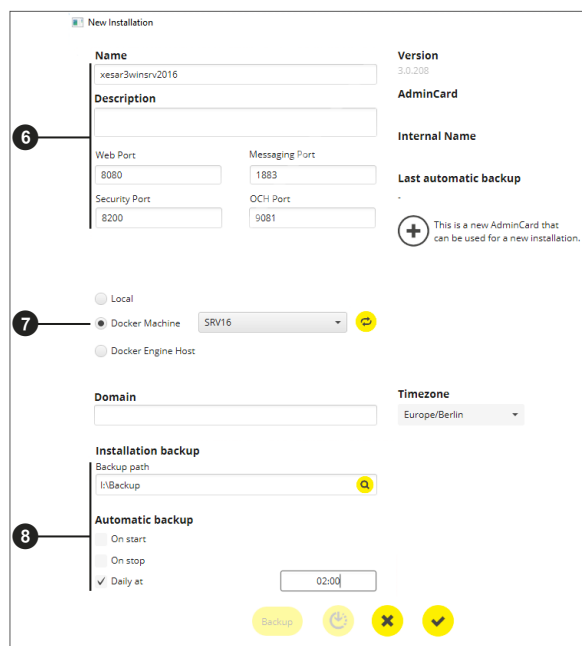 New Installation
Name
xesar3winsrv2016
Description
Web Port
Messaging Port
8080
1883
Security Port
OCH Port
8200
9081
Version
3.0.208
AdminCard
Internal Name
Last automatic backup
-
This is a new AdminCard that
can be used for a new installation.
6
Local
7
Docker Machine
SRV16
Docker Engine Host
Domain
Timezone
Europe/Berlin
Installation backup
Backup path
I:\Backup
8
Automatic backup
On start
On stop
Daily at
02:00
Backup